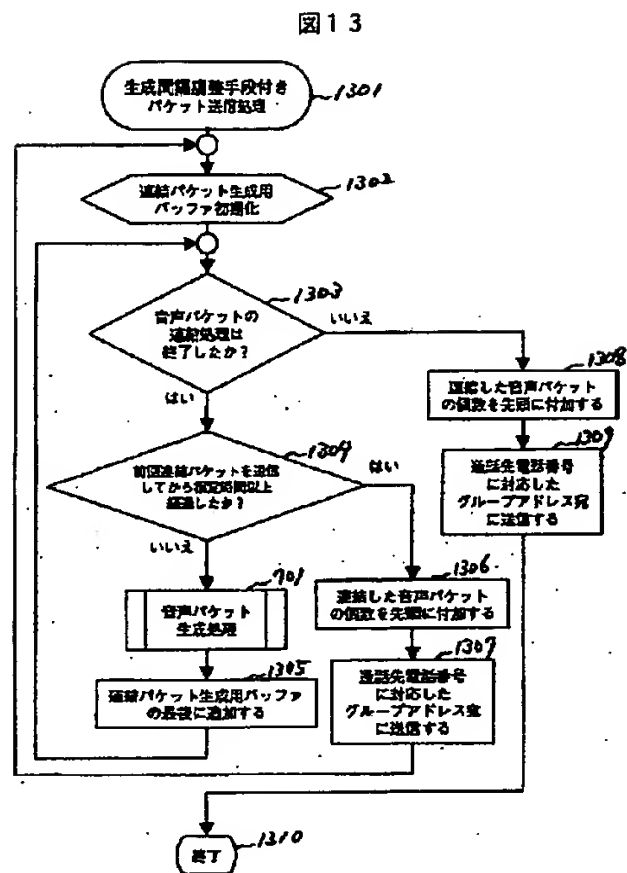 図13
生成間隔調整手段付き
パケット送信処理
1301
連結パケット生成用
バッファ初期化
1302
音声パケットの
連結処理は
終了したか?
1303
いいえ
はい
連結した音声パケット
の個数を先頭に付加する
1308
前回連結パケットを送信
してから指定時間以上
経過したか?
1304
はい
いいえ
通話先電話番号
に対応した
グループアドレス宛
に送信する
1309
音声パケット
生成処理
701
連結した音声パケット
の個数を先頭に付加する
1306
連結パケット生成用バッファ
の最後に追加する
1305
通話先電話番号
に対応した
グループアドレス宛
に送信する
1307
終了
1310